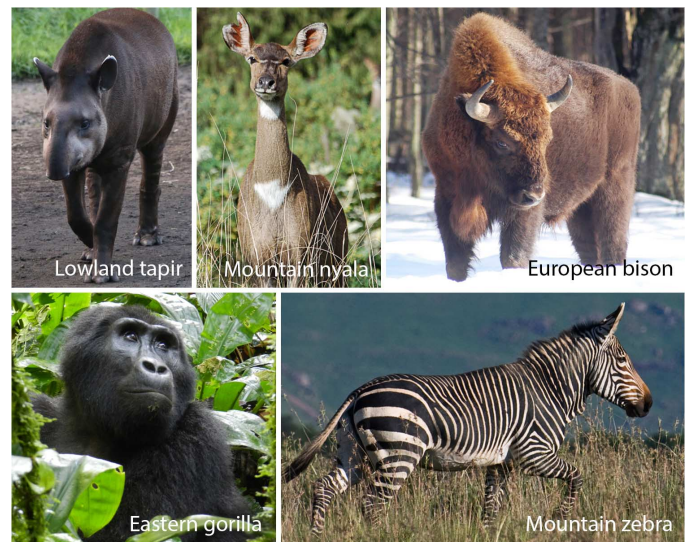 Lowland tapir
Mountain nyala
European bison
Eastern gorilla
Mountain zebra